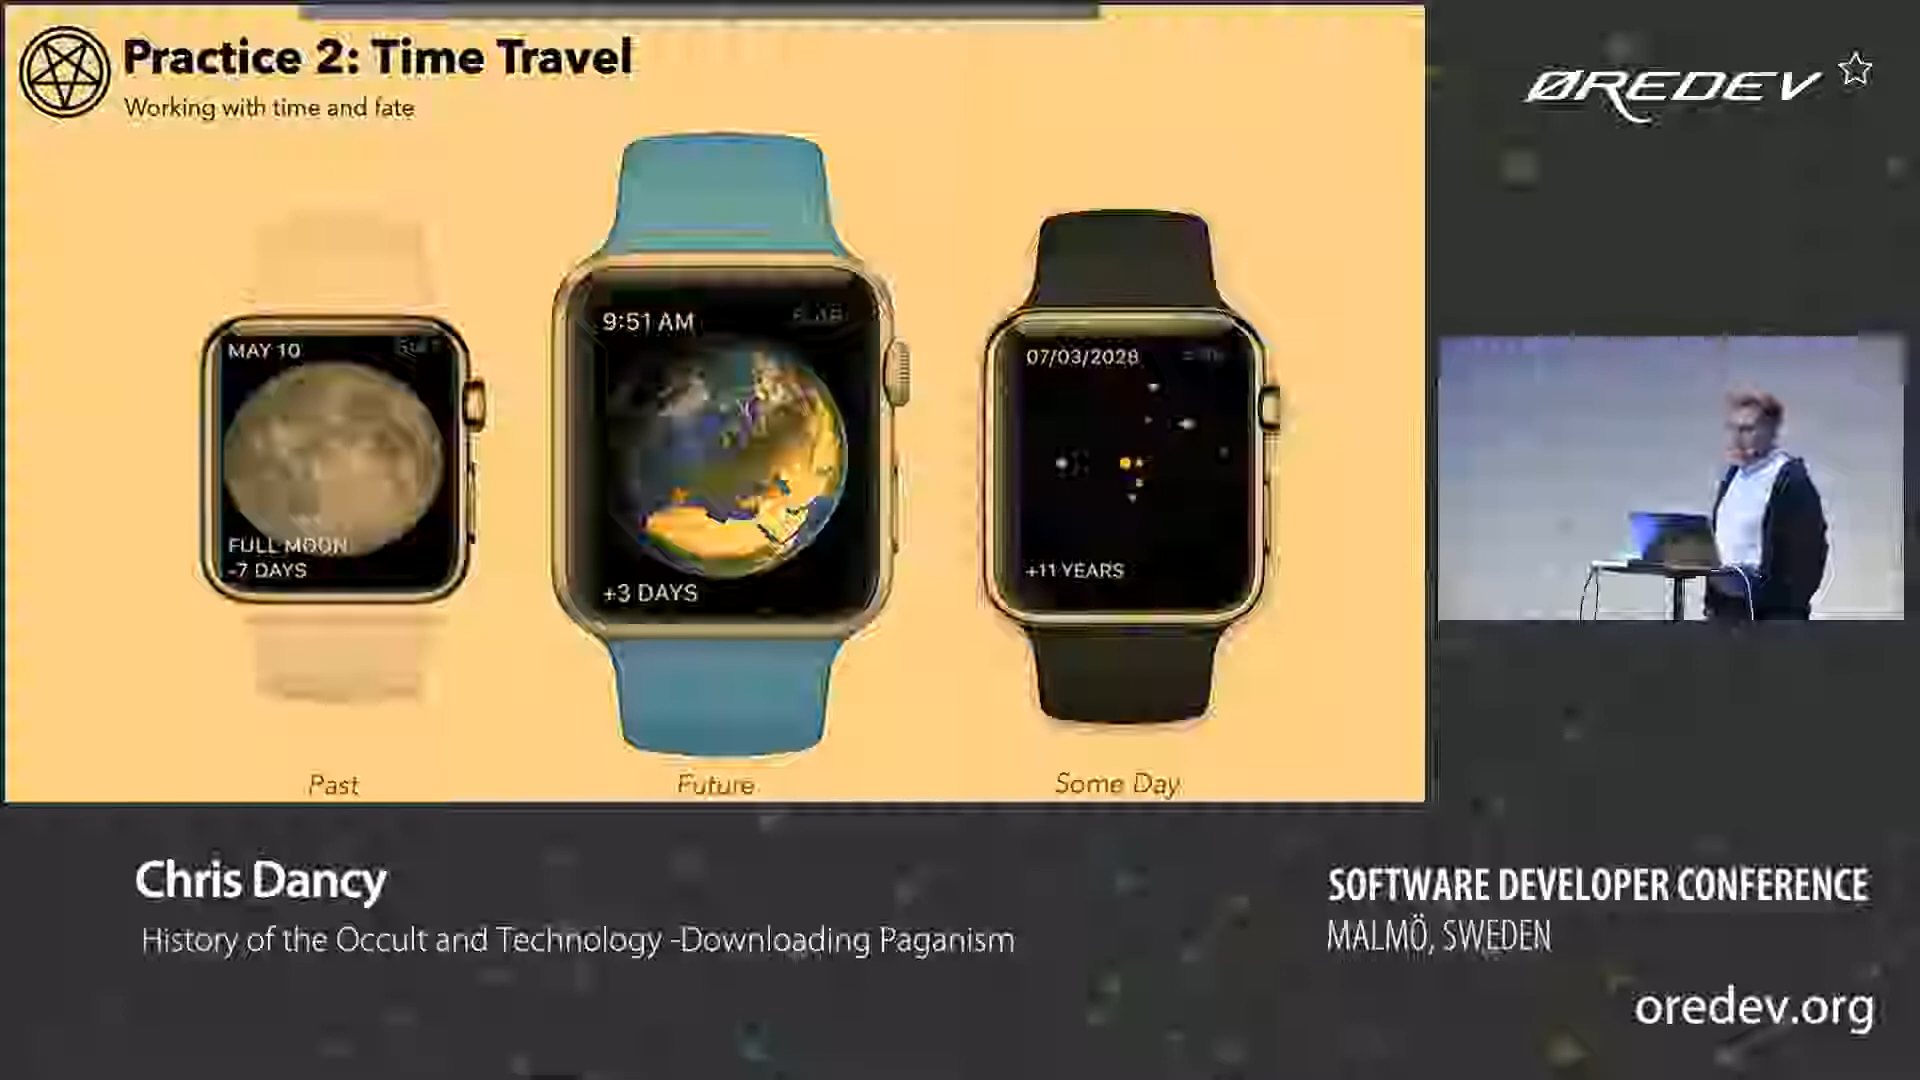 Practice 2: Time Travel
Working with time and fate
MAY 10
FULL MOON
-7 DAYS
9:51 AM
+3 DAYS
07/03/2028
+11 YEARS
Past
Future
Some Day
ØREDEV
Chris Dancy
History of the Occult and Technology -Downloading Paganism
SOFTWARE DEVELOPER CONFERENCE
MALMÖ, SWEDEN
oredev.org